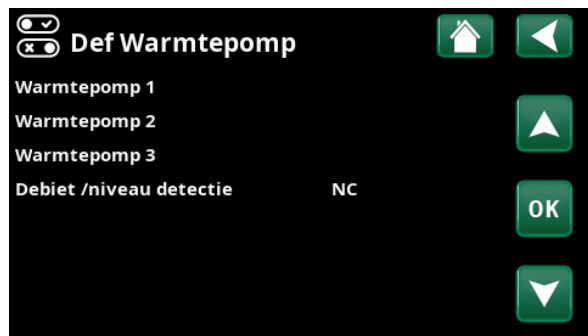 Def Warmtepomp
Warmtepomp 1
Warmtepomp 2
Warmtepomp 3
Debiet /niveau detectie NC
OK